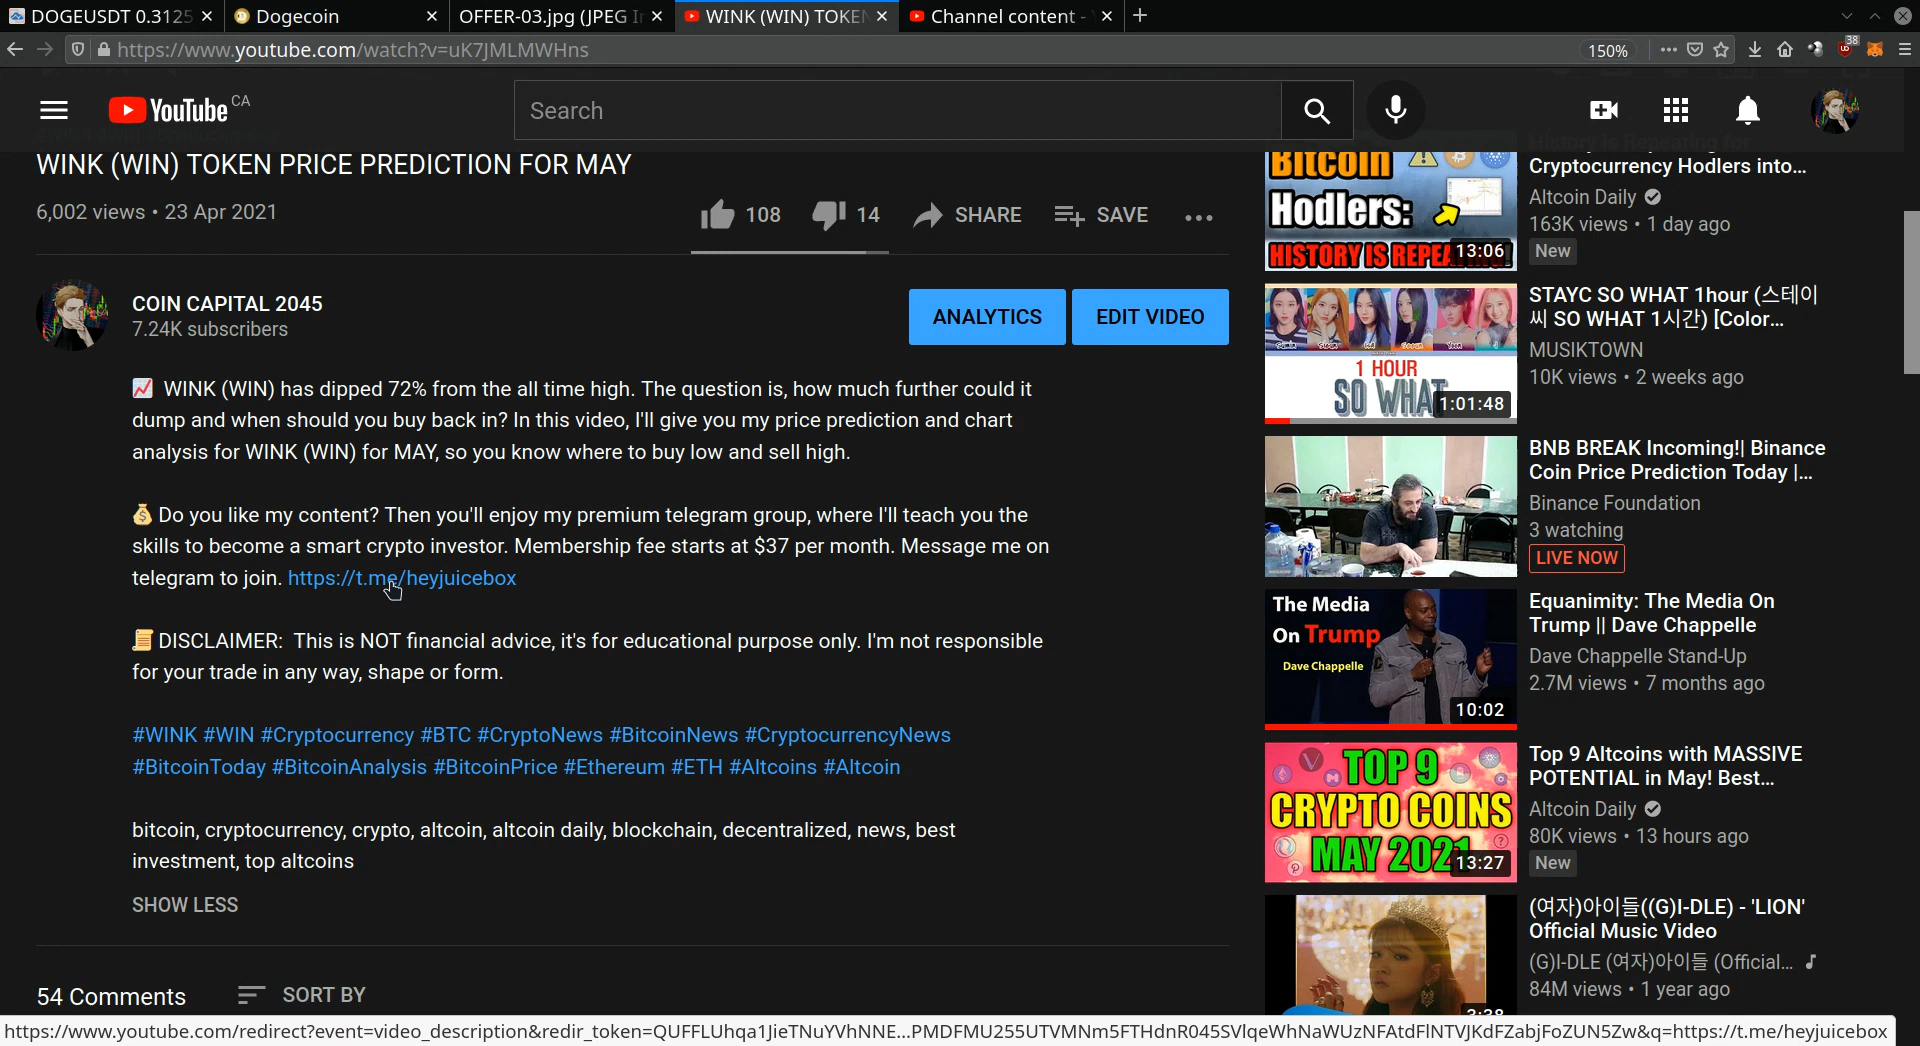 DOGEUSDT 0.3125
Dogecoin
OFFER-03.jpg (JPEG I
WINK (WIN) TOKEN
Channel content -
https://www.youtube.com/watch?v=uK7JMLMWHns
150%
38
YouTube CA
Search
WINK (WIN) TOKEN PRICE PREDICTION FOR MAY
6,002 views • 23 Apr 2021
108
14
SHARE
SAVE
COIN CAPITAL 2045
7.24K subscribers
ANALYTICS
EDIT VIDEO
WINK (WIN) has dipped 72% from the all time high. The question is, how much further could it
dump and when should you buy back in? In this video, I'll give you my price prediction and chart
analysis for WINK (WIN) for MAY, so you know where to buy low and sell high.
Do you like my content? Then you'll enjoy my premium telegram group, where I'll teach you the
skills to become a smart crypto investor. Membership fee starts at $37 per month. Message me on
telegram to join. https://t.me/heyjuicebox
DISCLAIMER: This is NOT financial advice, it's for educational purpose only. I'm not responsible
for your trade in any way, shape or form.
#WINK #WIN #Cryptocurrency #BTC #CryptoNews #BitcoinNews #CryptocurrencyNews
#BitcoinToday #BitcoinAnalysis #BitcoinPrice #Ethereum #ETH #Altcoins #Altcoin
bitcoin, cryptocurrency, crypto, altcoin, altcoin daily, blockchain, decentralized, news, best
investment, top altcoins
SHOW LESS
54 Comments
SORT BY
Bitcoin
Hodlers:
HISTORY IS REPEA
13:06
Cryptocurrency Hodlers into...
Altcoin Daily
163K views • 1 day ago
New
1 HOUR
SO WHAT
1:01:48
STAYC SO WHAT 1hour (스테이
씨 SO WHAT 1시간) [Color...
MUSIKTOWN
10K views • 2 weeks ago
BNB BREAK Incoming!| Binance
Coin Price Prediction Today |...
Binance Foundation
3 watching
LIVE NOW
The Media
On Trump
Dave Chappelle
10:02
Equanimity: The Media On
Trump || Dave Chappelle
Dave Chappelle Stand-Up
2.7M views • 7 months ago
TOP 9
CRYPTO COINS
MAY 2021
13:27
Top 9 Altcoins with MASSIVE
POTENTIAL in May! Best...
Altcoin Daily
80K views • 13 hours ago
New
(여자)아이들((G)I-DLE) - 'LION'
Official Music Video
(G)I-DLE (여자)아이들 (Official...
84M views • 1 year ago
https://www.youtube.com/redirect?event=video_description&redir_token=QUFFLUhqa1JieTNuYVhNNE...PMDFMU255UTVMNm5FTHdnR045SVlqeWhNaWUzNFAtdFlNTVJKdFZabjFoZUN5Zw&q=https://t.me/heyjuicebox